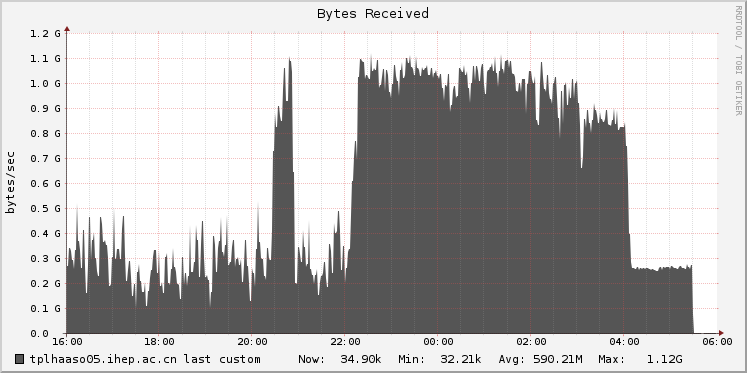 Bytes Received
RRDTOOL / TOBI OETIKER
bytes/sec
1.2 G
1.1 G
1.0 G
0.9 G
0.8 G
0.7 G
0.6 G
0.5 G
0.4 G
0.3 G
0.2 G
0.1 G
0.0
16:00 18:00 20:00 22:00 00:00 02:00 04:00 06:00
tplhaaso05.ihep.ac.cn last custom Now: 34.90k Min: 32.21k Avg: 590.21M Max: 1.12G